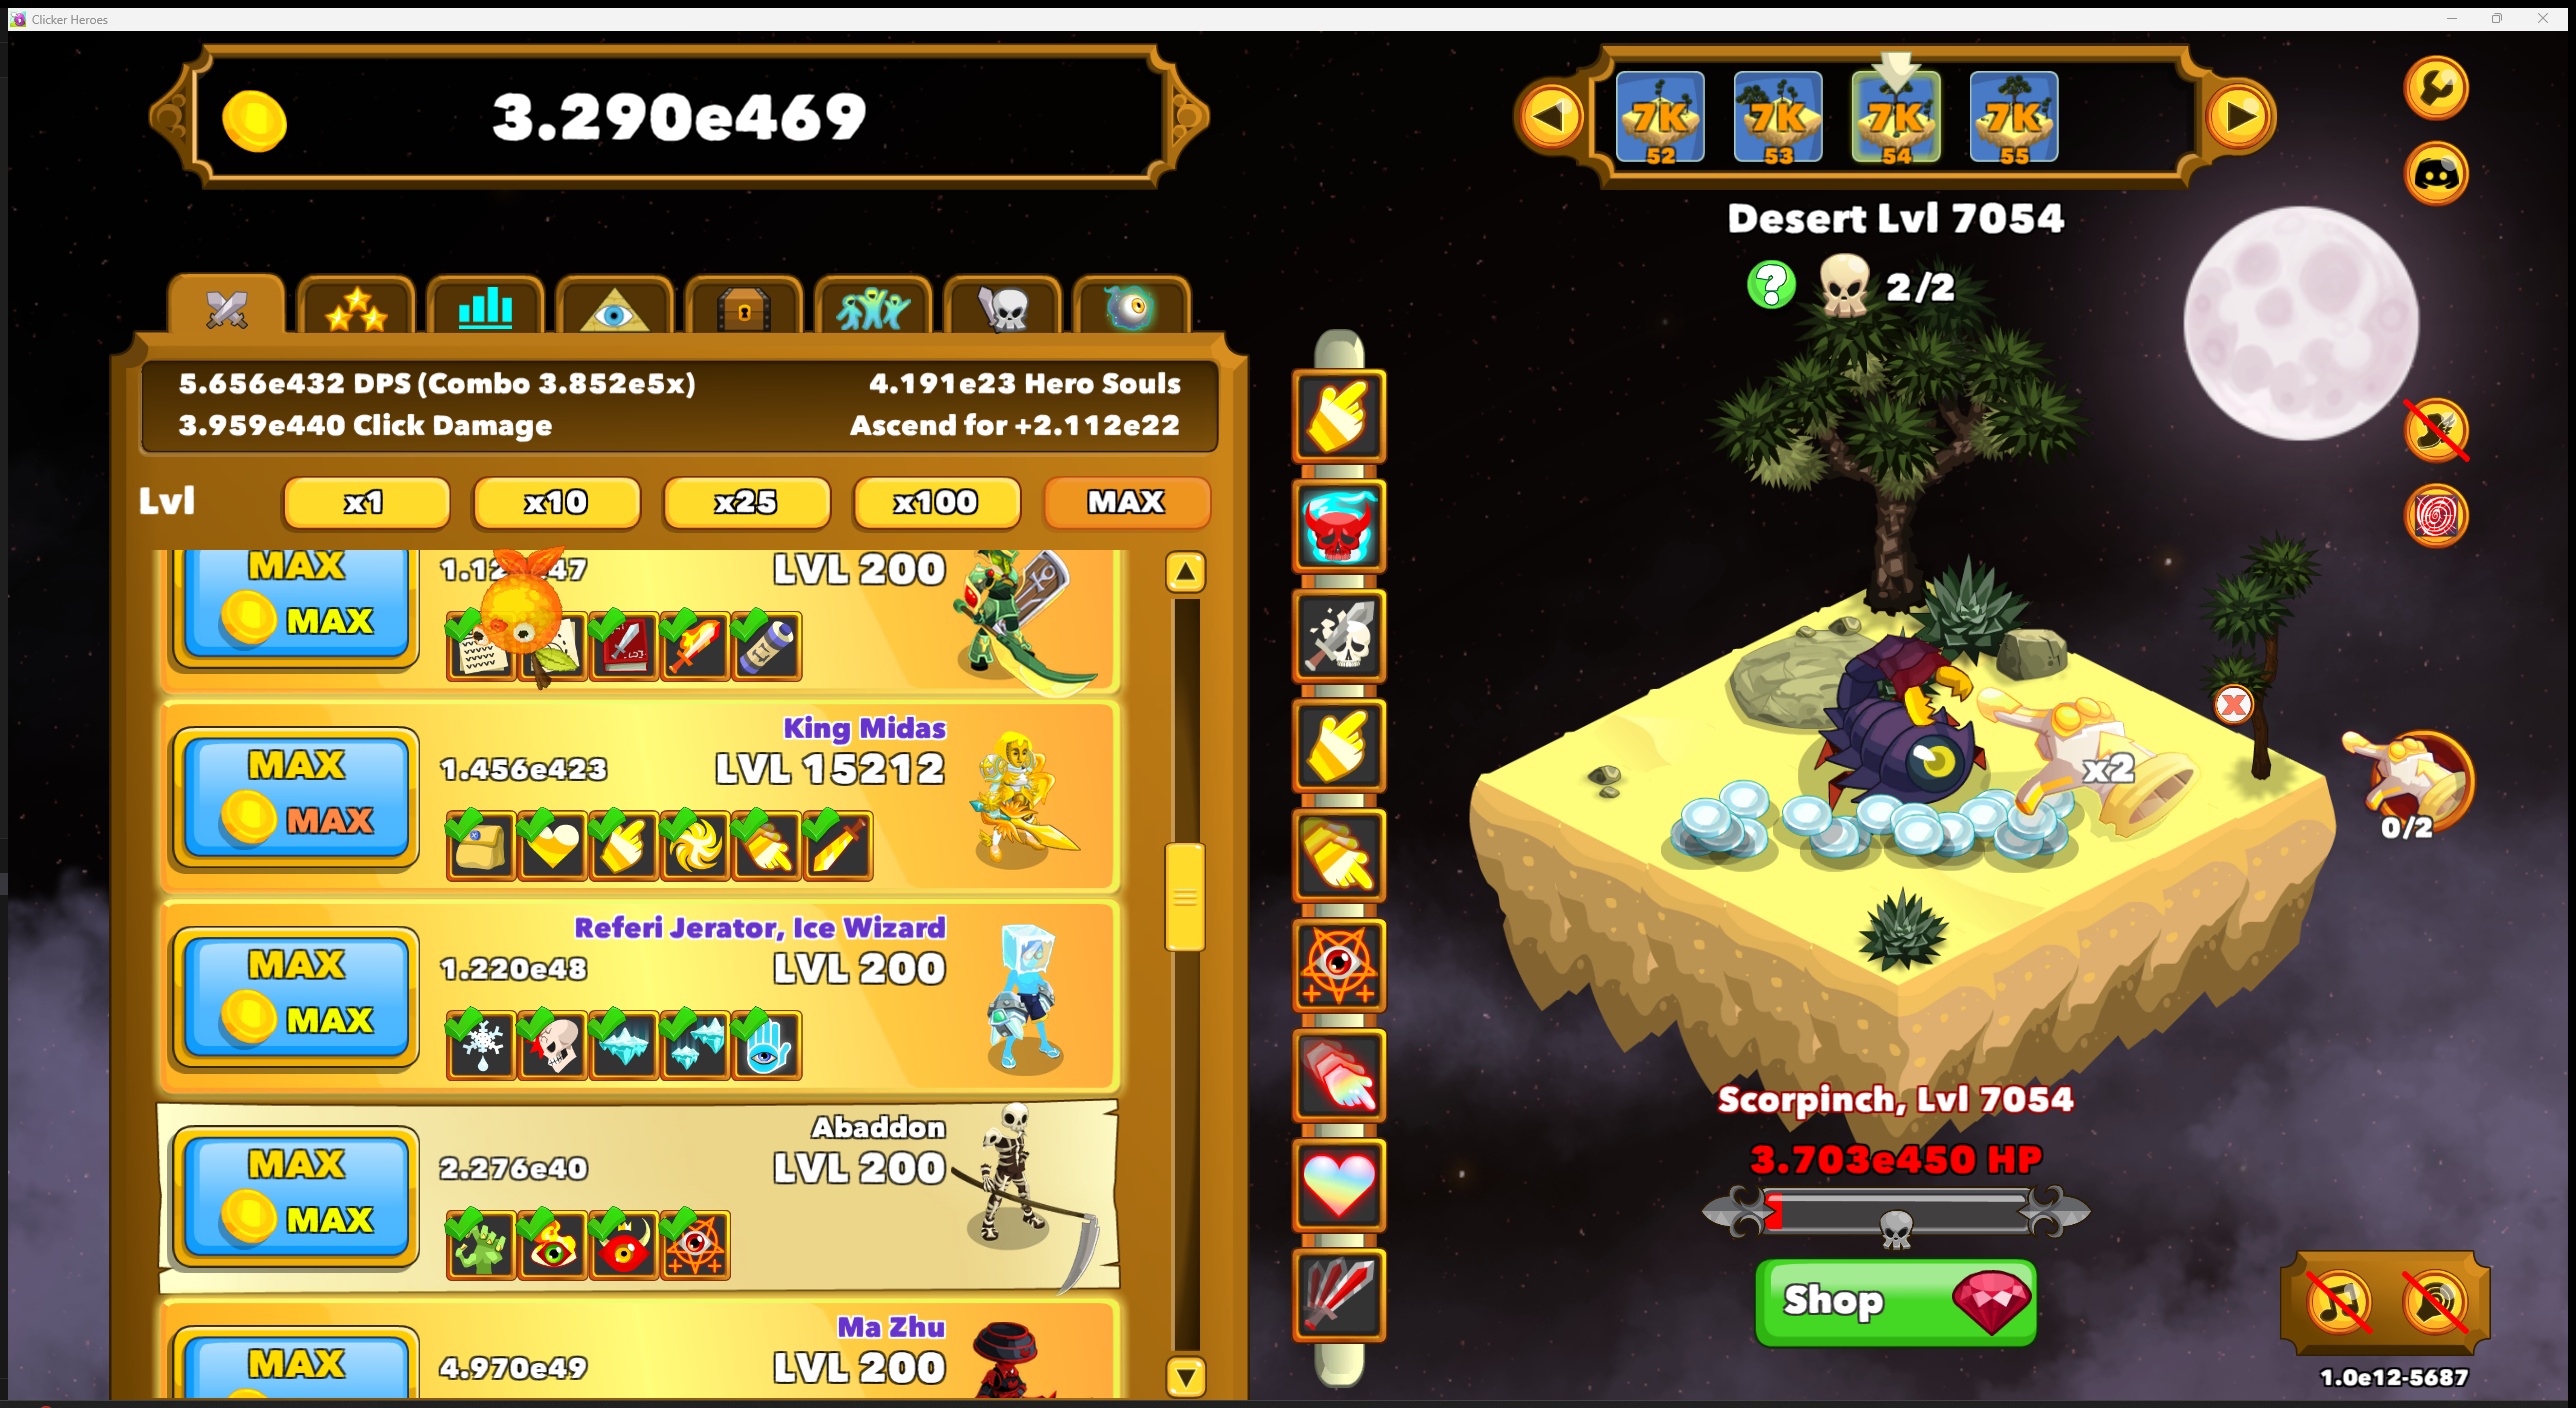 Clicker Heroes
3.290e469
7K
52
7K
53
7K
54
7K
55
Desert Lvl 7054
2/2
5.656e432 DPS (Combo 3.852e5x)
4.191e23 Hero Souls
3.959e440 Click Damage
Ascend for +2.112e22
Lvl
x1
x10
x25
x100
MAX
MAX
MAX
LVL 200
King Midas
MAX
1.456e423
LVL 15212
MAX
Referi Jerator, Ice Wizard
MAX
1.220e48
LVL 200
MAX
Abaddon
MAX
2.276e40
LVL 200
MAX
Ma Zhu
MAX
4.970e49
LVL 200
x2
0/2
Scorpinch, Lvl 7054
3.703e450 HP
Shop
1.0e12-5687